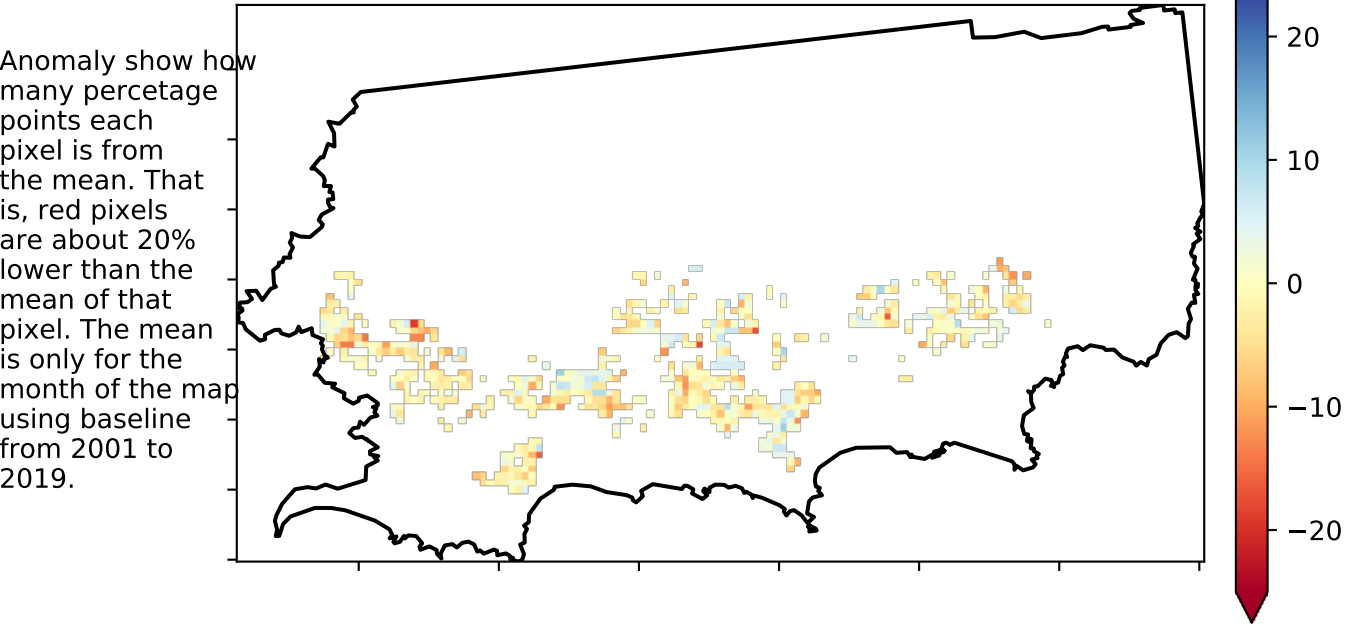 Anomaly show how
many percetage
points each
pixel is from
the mean. That
is, red pixels
are about 20%
lower than the
mean of that
pixel. The mean
is only for the
month of the map
using baseline
from 2001 to
2019.
20
10
0
−10
−20